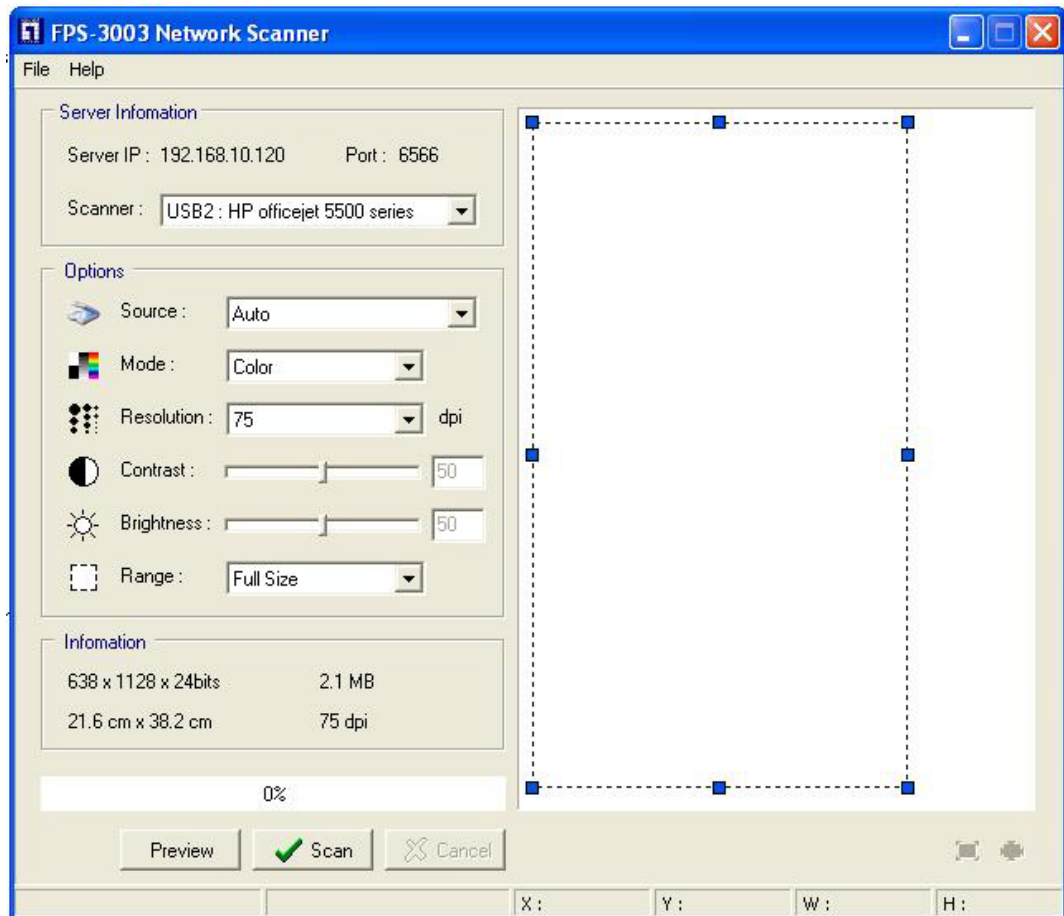 FPS-3003 Network Scanner
File Help
Server Infomation
Server IP : 192.168.10.120 Port : 6566
Scanner : USB2 : HP officejet 5500 series
Options
Source : Auto
Mode : Color
Resolution : 75 dpi
Contrast : 50
Brightness : 50
Range : Full Size
Infomation
638 x 1128 x 24bits 2.1 MB
21.6 cm x 38.2 cm 75 dpi
0%
Preview Scan Cancel
X : Y : W : H :